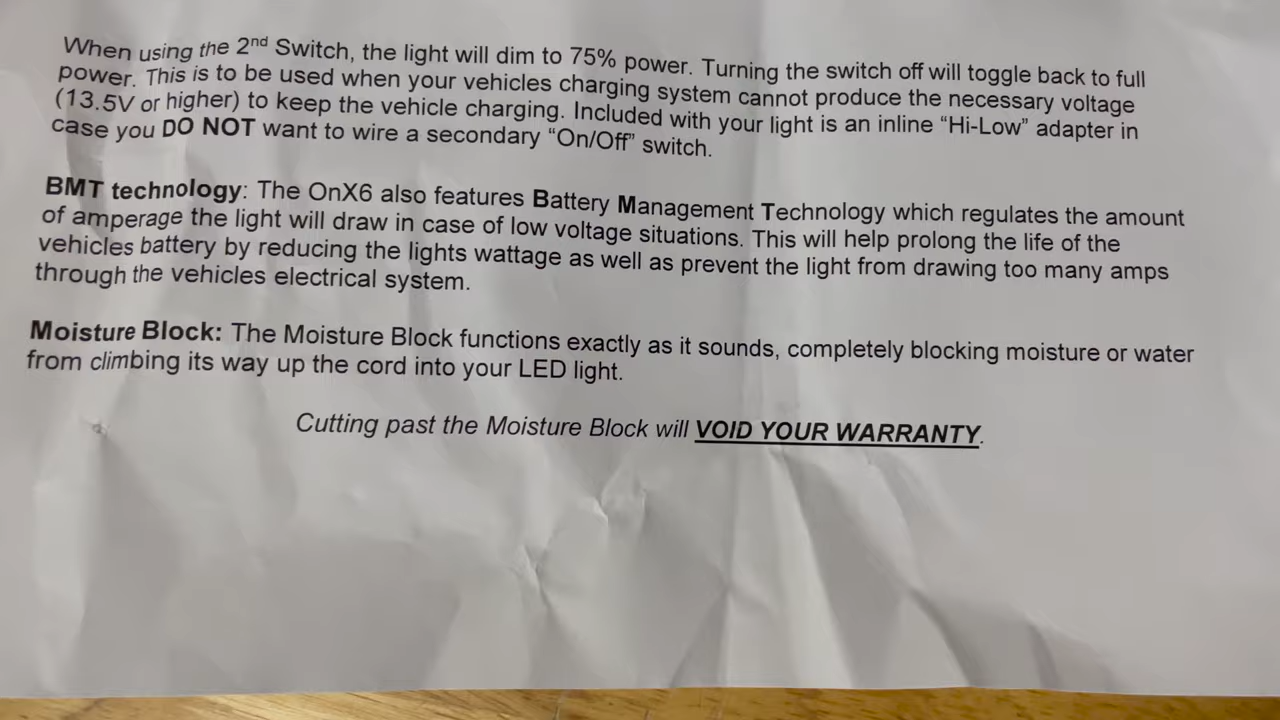 When using the 2nd Switch, the light will dim to 75% power. Turning the switch off will toggle back to full
power. This is to be used when your vehicles charging system cannot produce the necessary voltage
(13.5V or higher) to keep the vehicle charging. Included with your light is an inline “Hi-Low” adapter in
case you DO NOT want to wire a secondary “On/Off” switch.
BMT technology: The OnX6 also features Battery Management Technology which regulates the amount
of amperage the light will draw in case of low voltage situations. This will help prolong the life of the
vehicles battery by reducing the lights wattage as well as prevent the light from drawing too many amps
through the vehicles electrical system.
Moisture Block: The Moisture Block functions exactly as it sounds, completely blocking moisture or water
from climbing its way up the cord into your LED light.
Cutting past the Moisture Block will VOID YOUR WARRANTY.